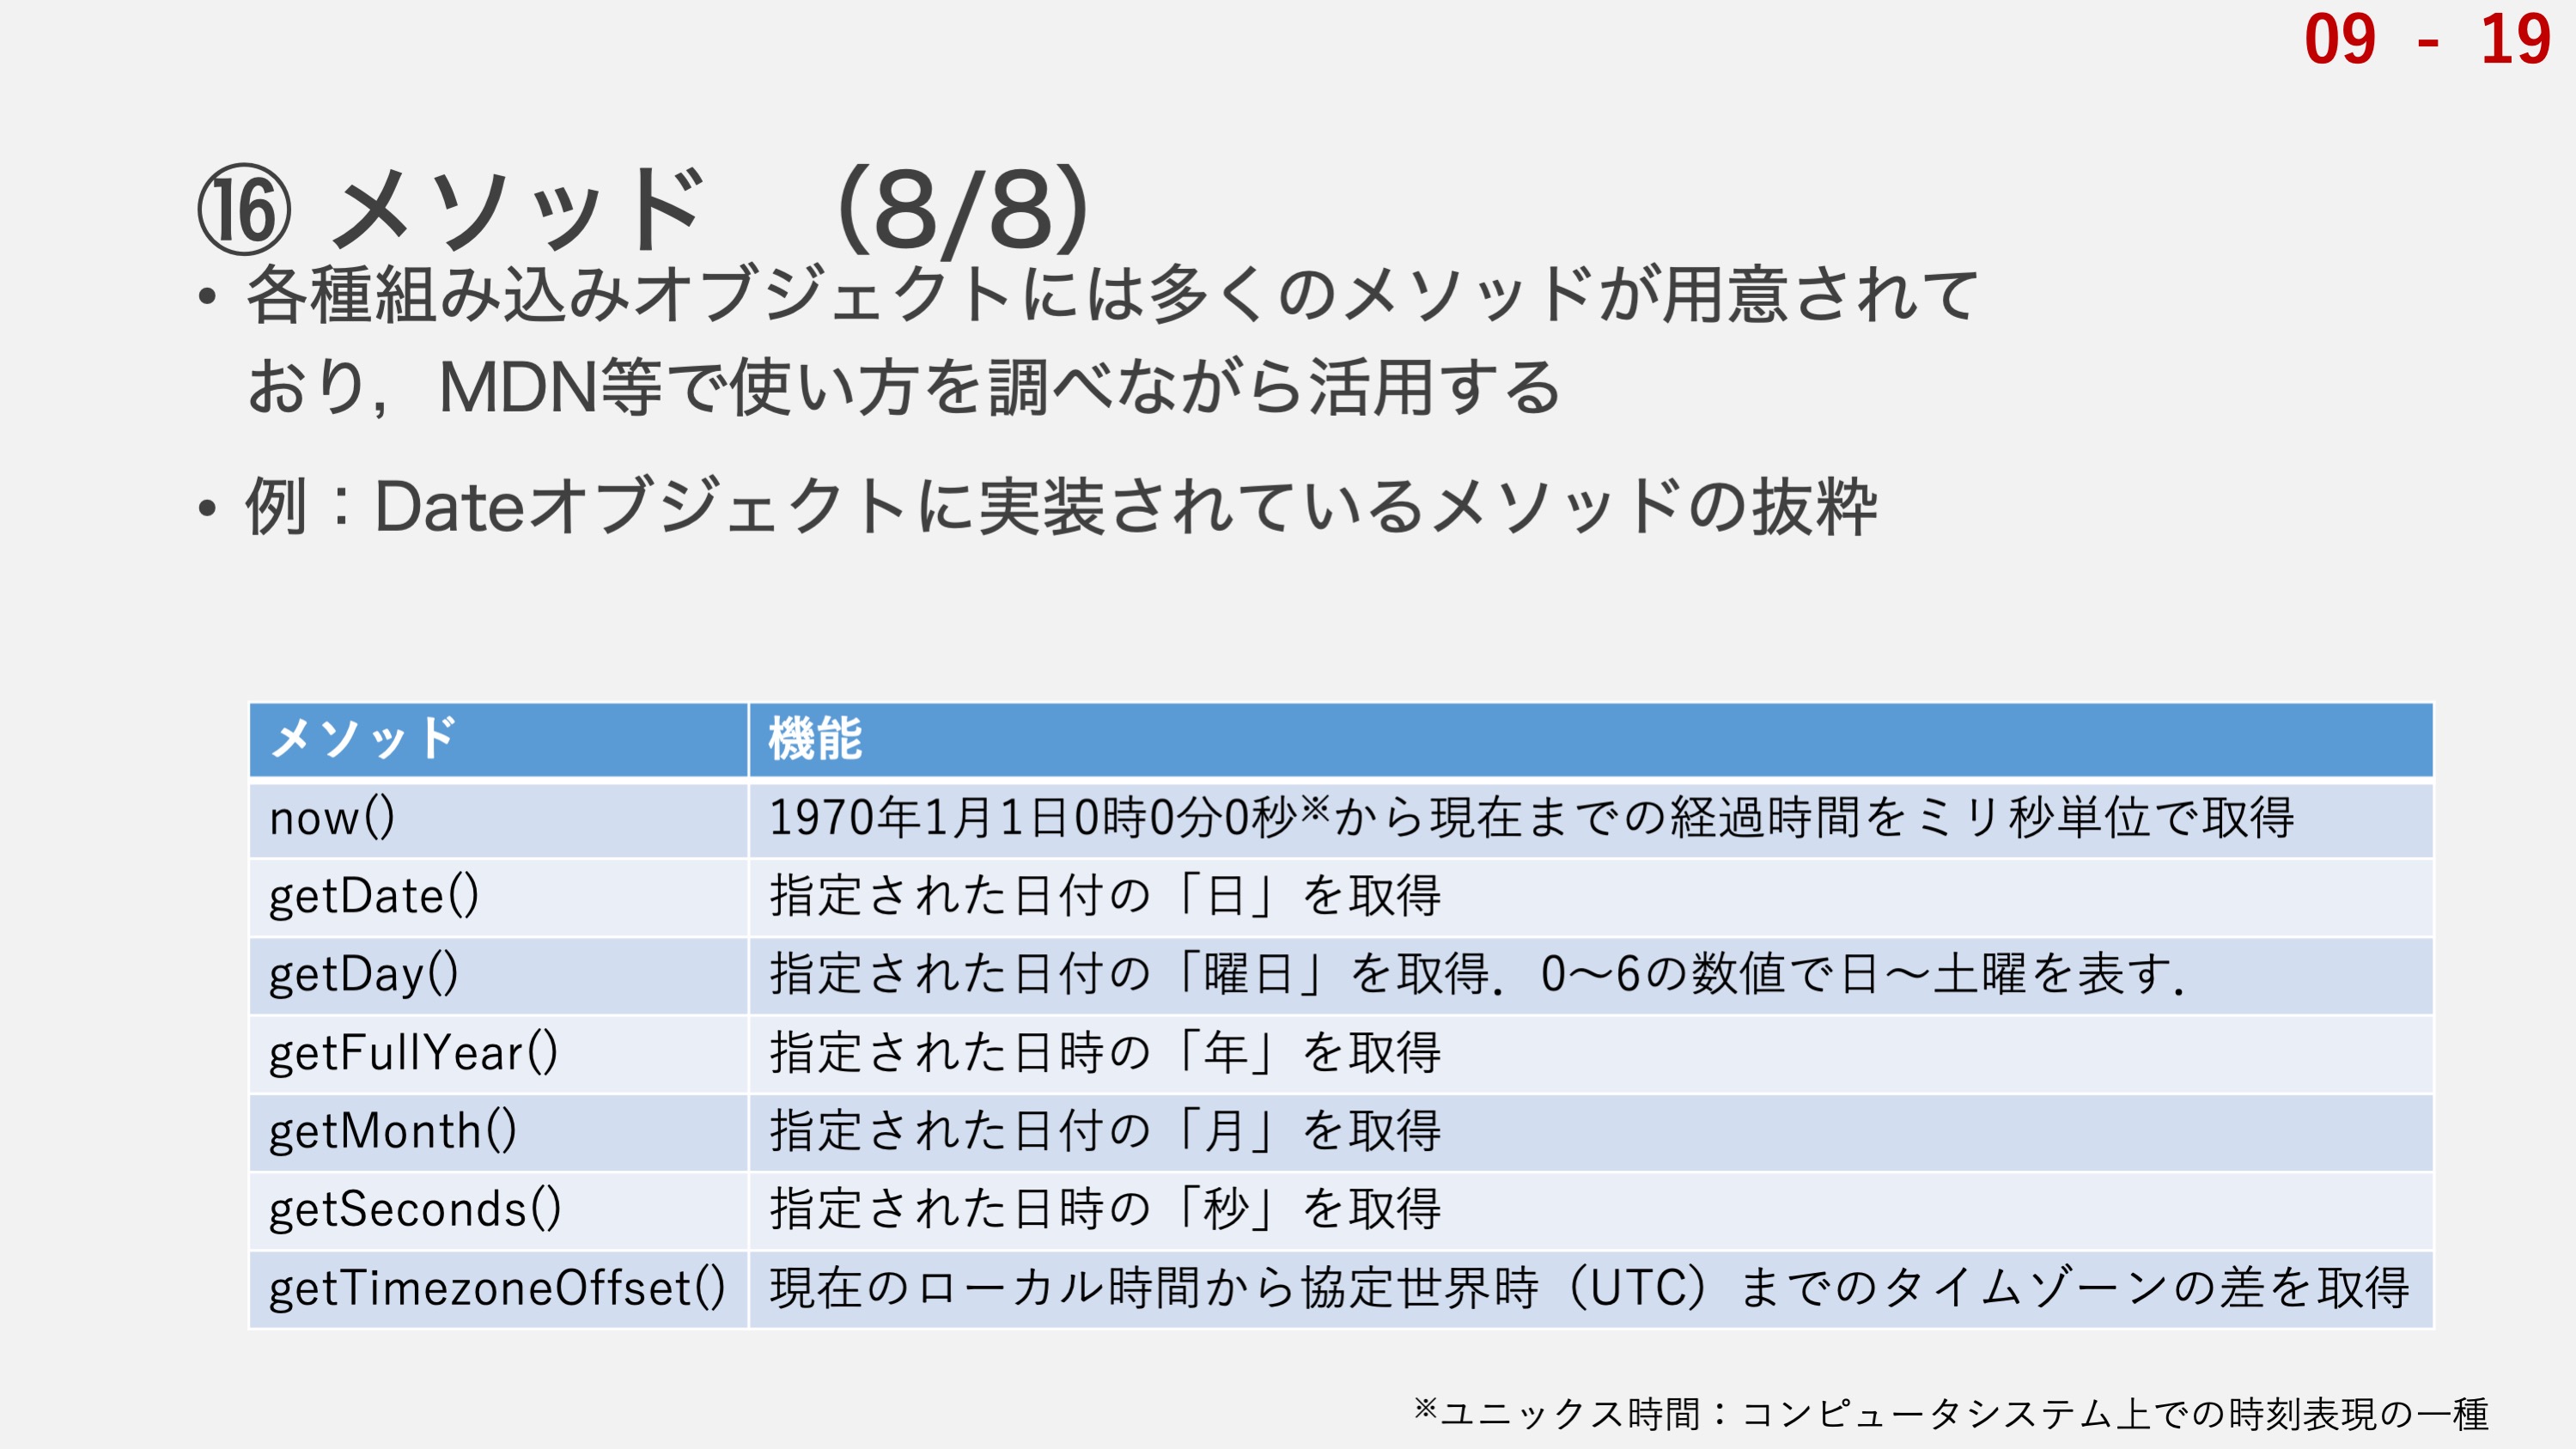 09 - 19
⑯ メソッド （8/8）
• 各種組み込みオブジェクトには多くのメソッドが用意されて
おり，MDN等で使い方を調べながら活用する
• 例：Dateオブジェクトに実装されているメソッドの抜粋
メソッド 機能
now() 1970年1月1日0時0分0秒※から現在までの経過時間をミリ秒単位で取得
getDate() 指定された日付の「日」を取得
getDay() 指定された日付の「曜日」を取得．0～6の数値で日～土曜を表す．
getFullYear() 指定された日時の「年」を取得
getMonth() 指定された日付の「月」を取得
getSeconds() 指定された日時の「秒」を取得
getTimezoneOffset() 現在のローカル時間から協定世界時（UTC）までのタイムゾーンの差を取得
※ユニックス時間：コンピュータシステム上での時刻表現の一種